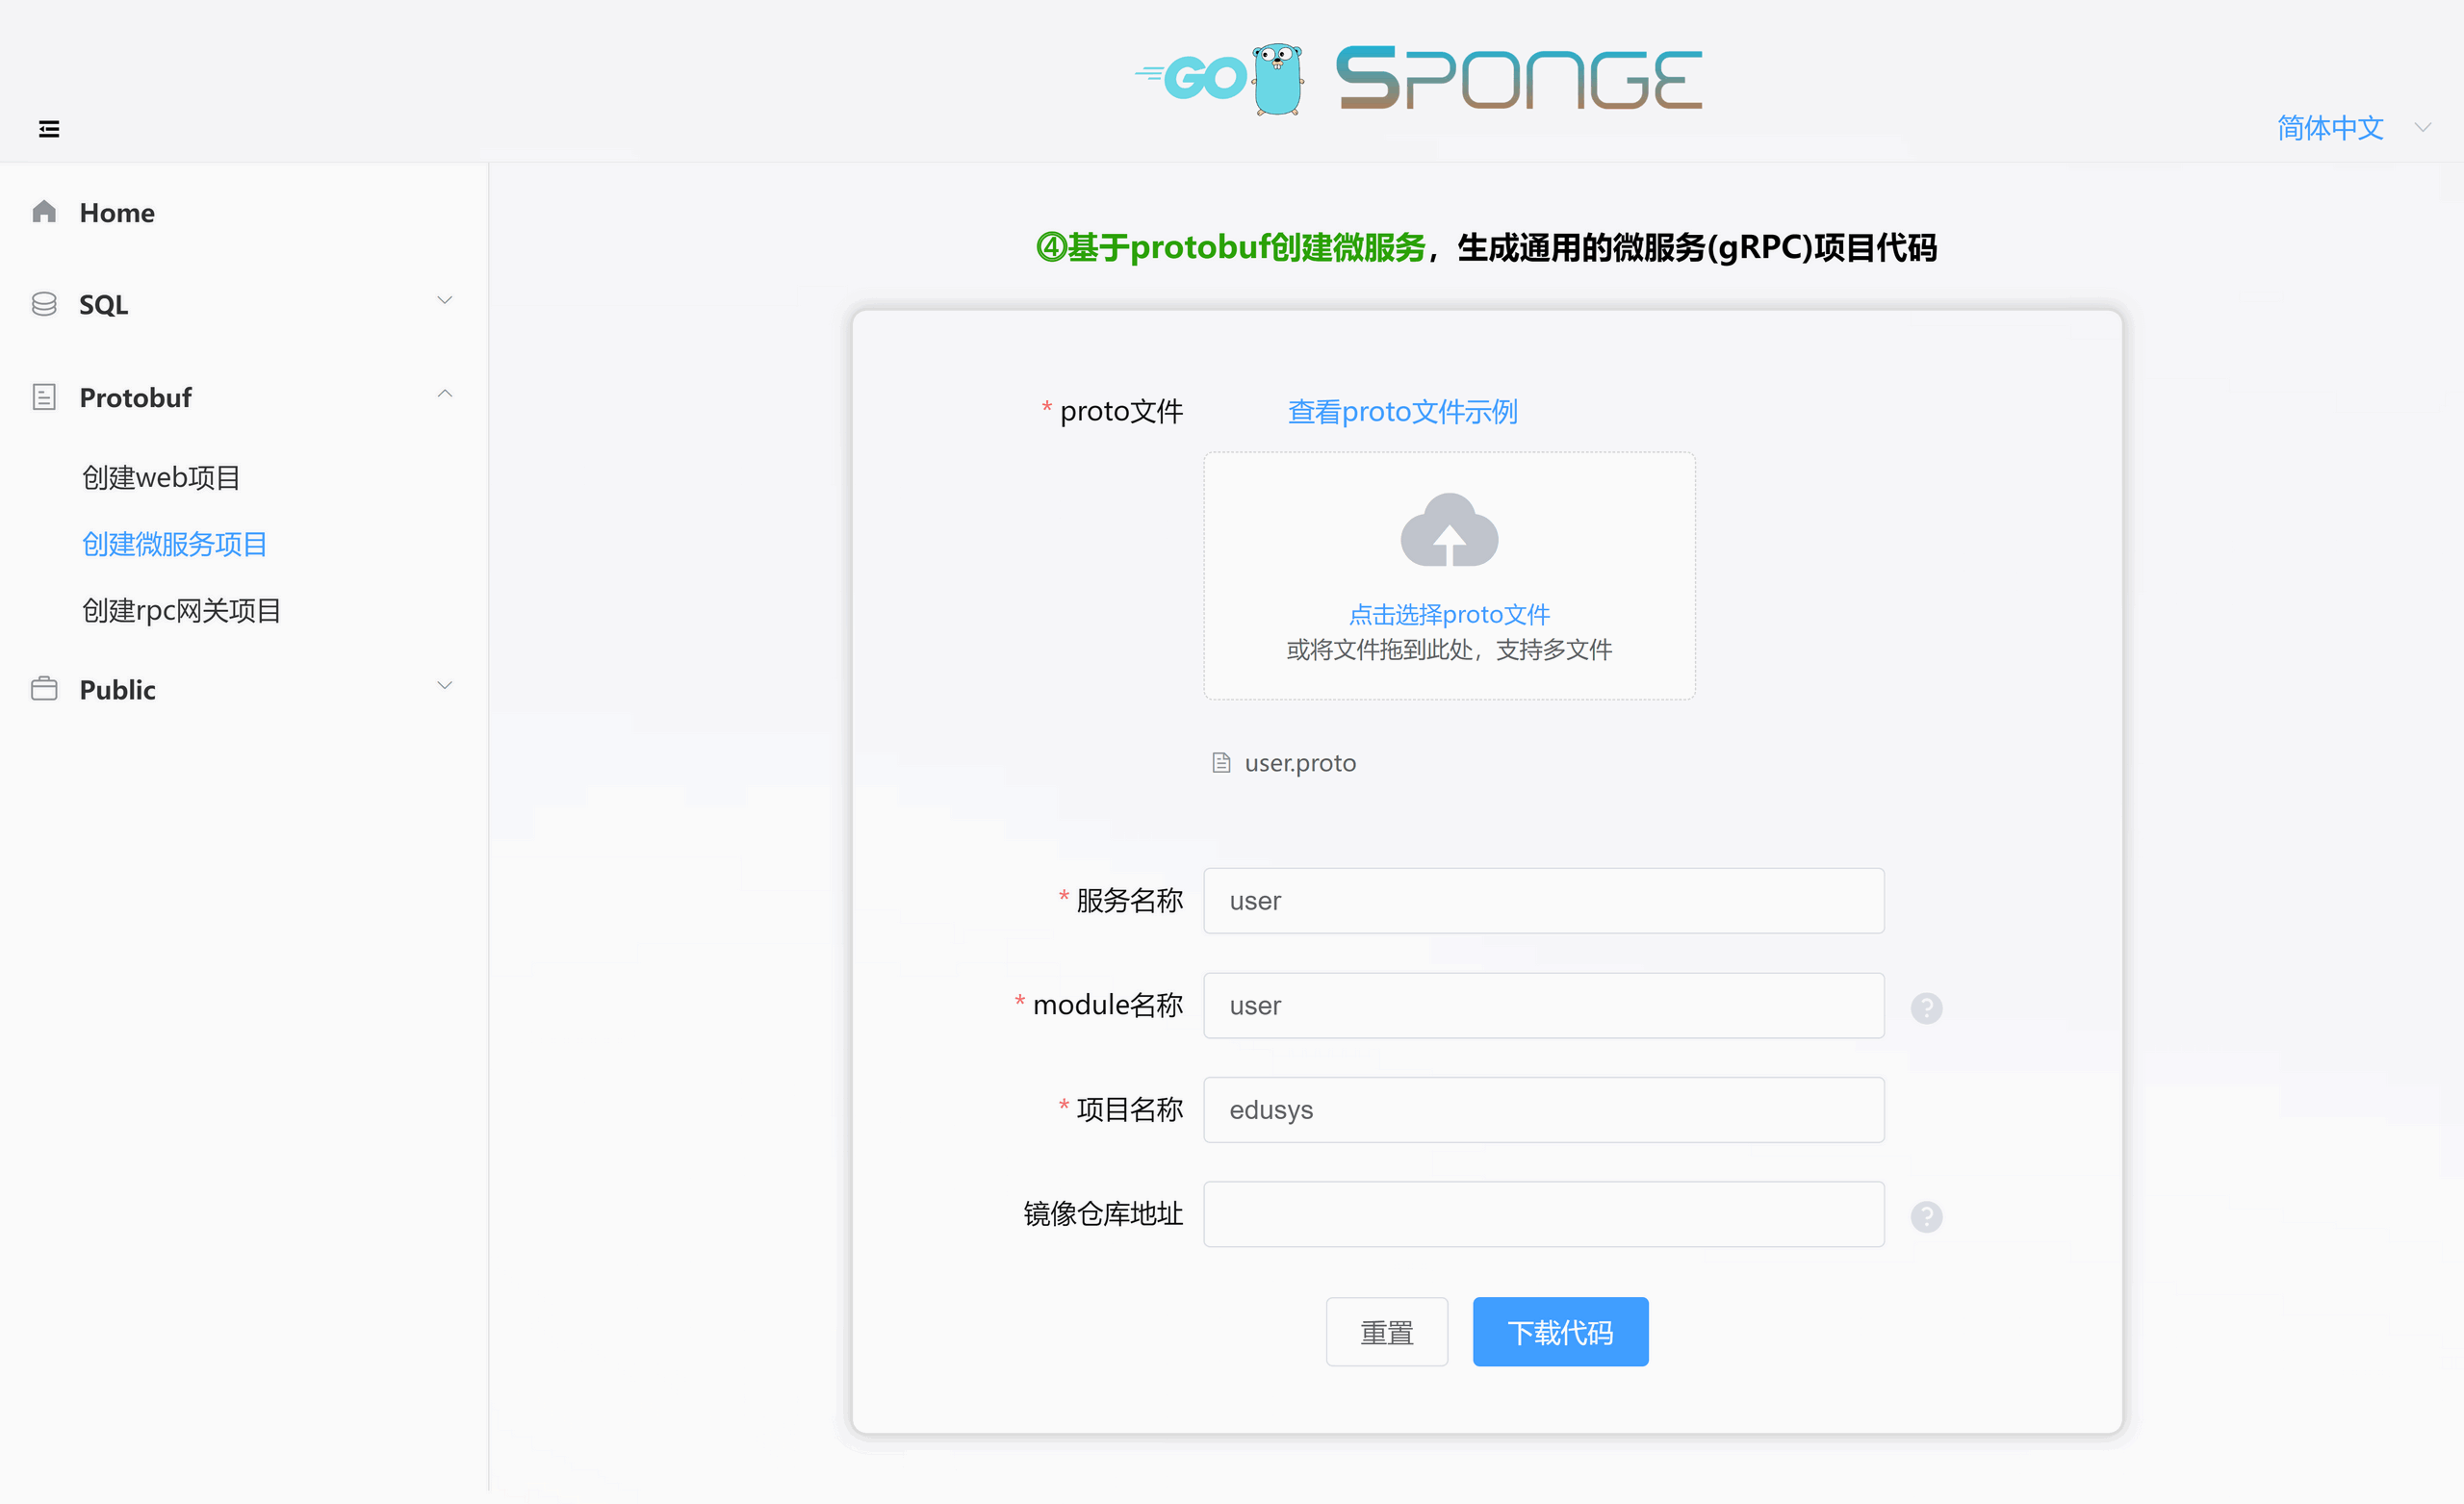 GO SPONGE
简体中文
Home
SQL
Protobuf
创建web项目
创建微服务项目
创建rpc网关项目
Public
④基于protobuf创建微服务，生成通用的微服务(gRPC)项目代码
* proto文件 查看proto文件示例
点击选择proto文件
或将文件拖到此处，支持多文件
user.proto
* 服务名称 user
* module名称 user ?
* 项目名称 edusys
镜像仓库地址 ?
重置 下载代码